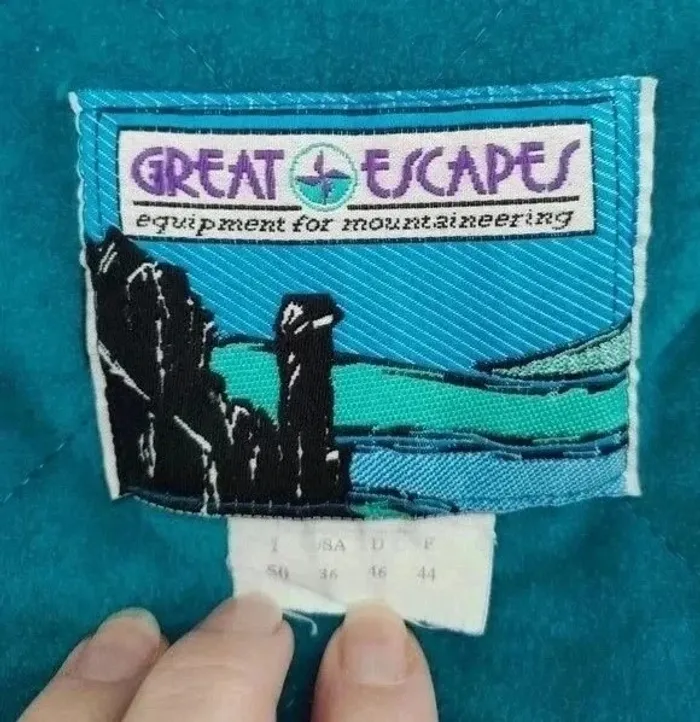 GREAT ESCAPES
equipment for mountaineering
I USA D F
50 36 46 44